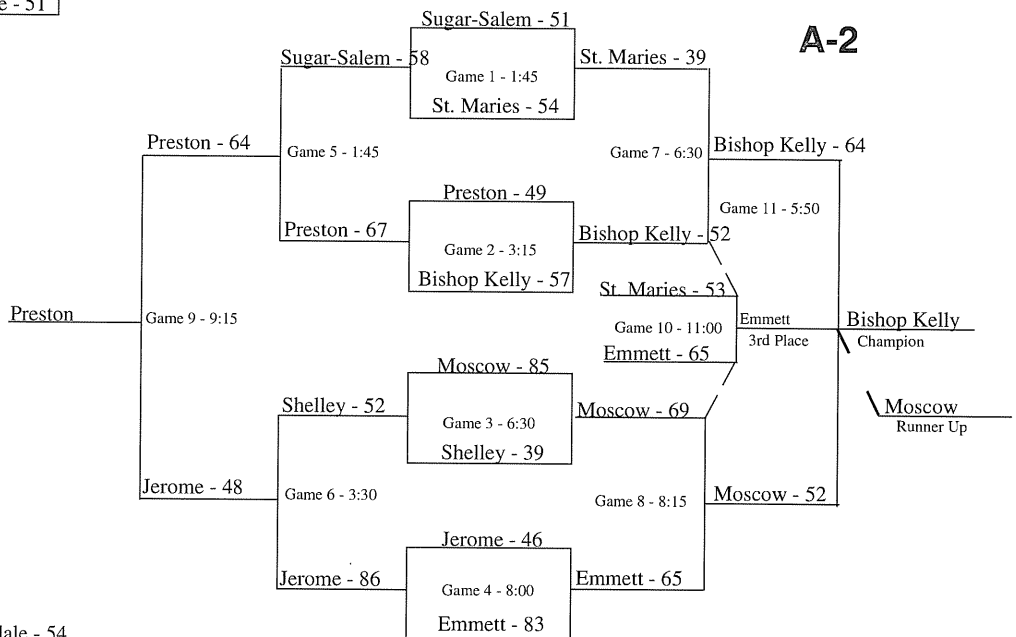 e - 51
A-2
Sugar-Salem - 51
Sugar-Salem - 58
Game 1 - 1:45
St. Maries - 39
St. Maries - 54
Preston - 64
Game 5 - 1:45
Game 7 - 6:30
Bishop Kelly - 64
Preston - 49
Game 11 - 5:50
Preston - 67
Game 2 - 3:15
Bishop Kelly - 52
Bishop Kelly - 57
St. Maries - 53
Preston
Game 9 - 9:15
Game 10 - 11:00
Emmett
3rd Place
Bishop Kelly
Champion
Emmett - 65
Moscow - 85
Shelley - 52
Game 3 - 6:30
Moscow - 69
Moscow
Runner Up
Shelley - 39
Jerome - 48
Game 6 - 3:30
Game 8 - 8:15
Moscow - 52
Jerome - 46
Jerome - 86
Game 4 - 8:00
Emmett - 65
Emmett - 83
dale - 54